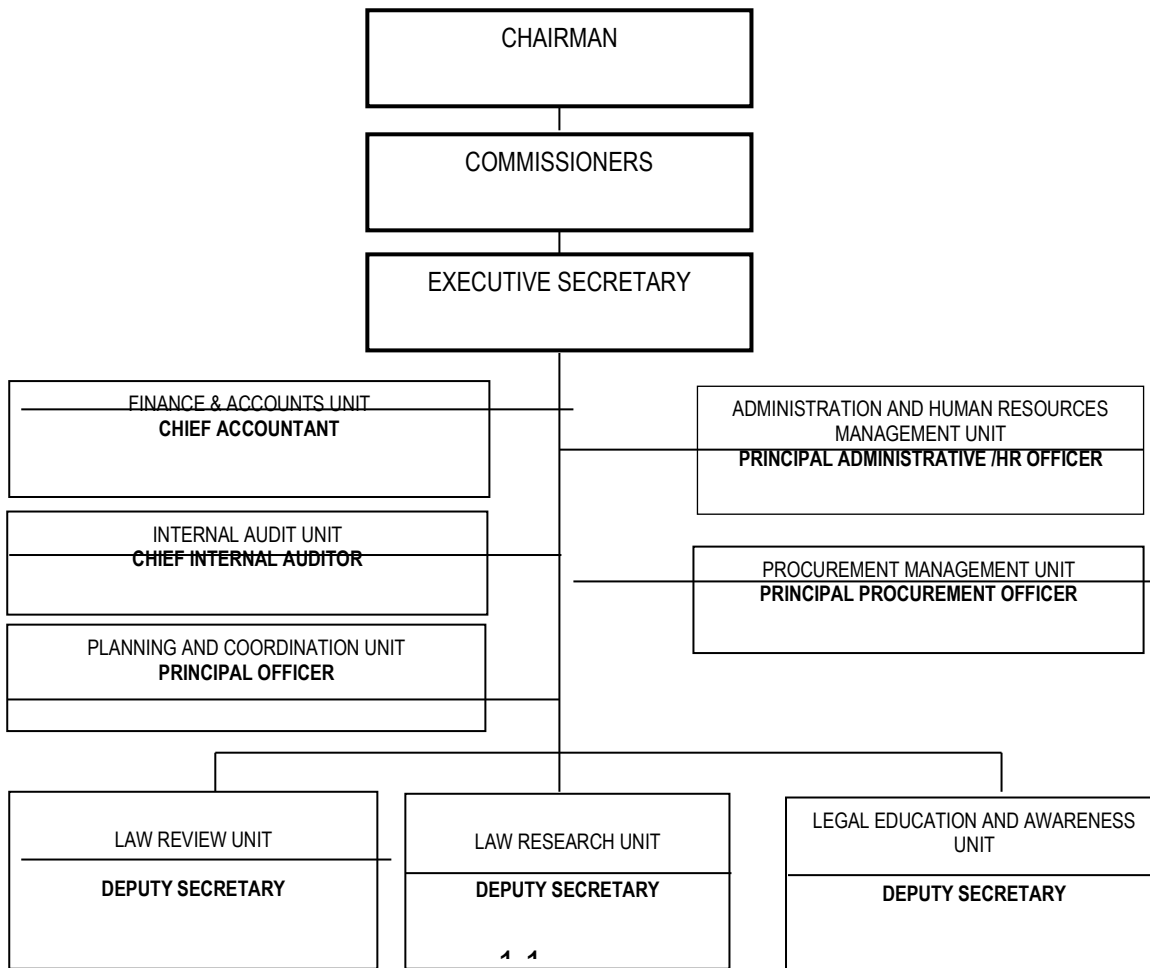 CHAIRMAN
COMMISSIONERS
EXECUTIVE SECRETARY
FINANCE & ACCOUNTS UNIT
CHIEF ACCOUNTANT
ADMINISTRATION AND HUMAN RESOURCES
MANAGEMENT UNIT
PRINCIPAL ADMINISTRATIVE /HR OFFICER
INTERNAL AUDIT UNIT
CHIEF INTERNAL AUDITOR
PROCUREMENT MANAGEMENT UNIT
PRINCIPAL PROCUREMENT OFFICER
PLANNING AND COORDINATION UNIT
PRINCIPAL OFFICER
LAW REVIEW UNIT
DEPUTY SECRETARY
LAW RESEARCH UNIT
DEPUTY SECRETARY
LEGAL EDUCATION AND AWARENESS
UNIT
DEPUTY SECRETARY